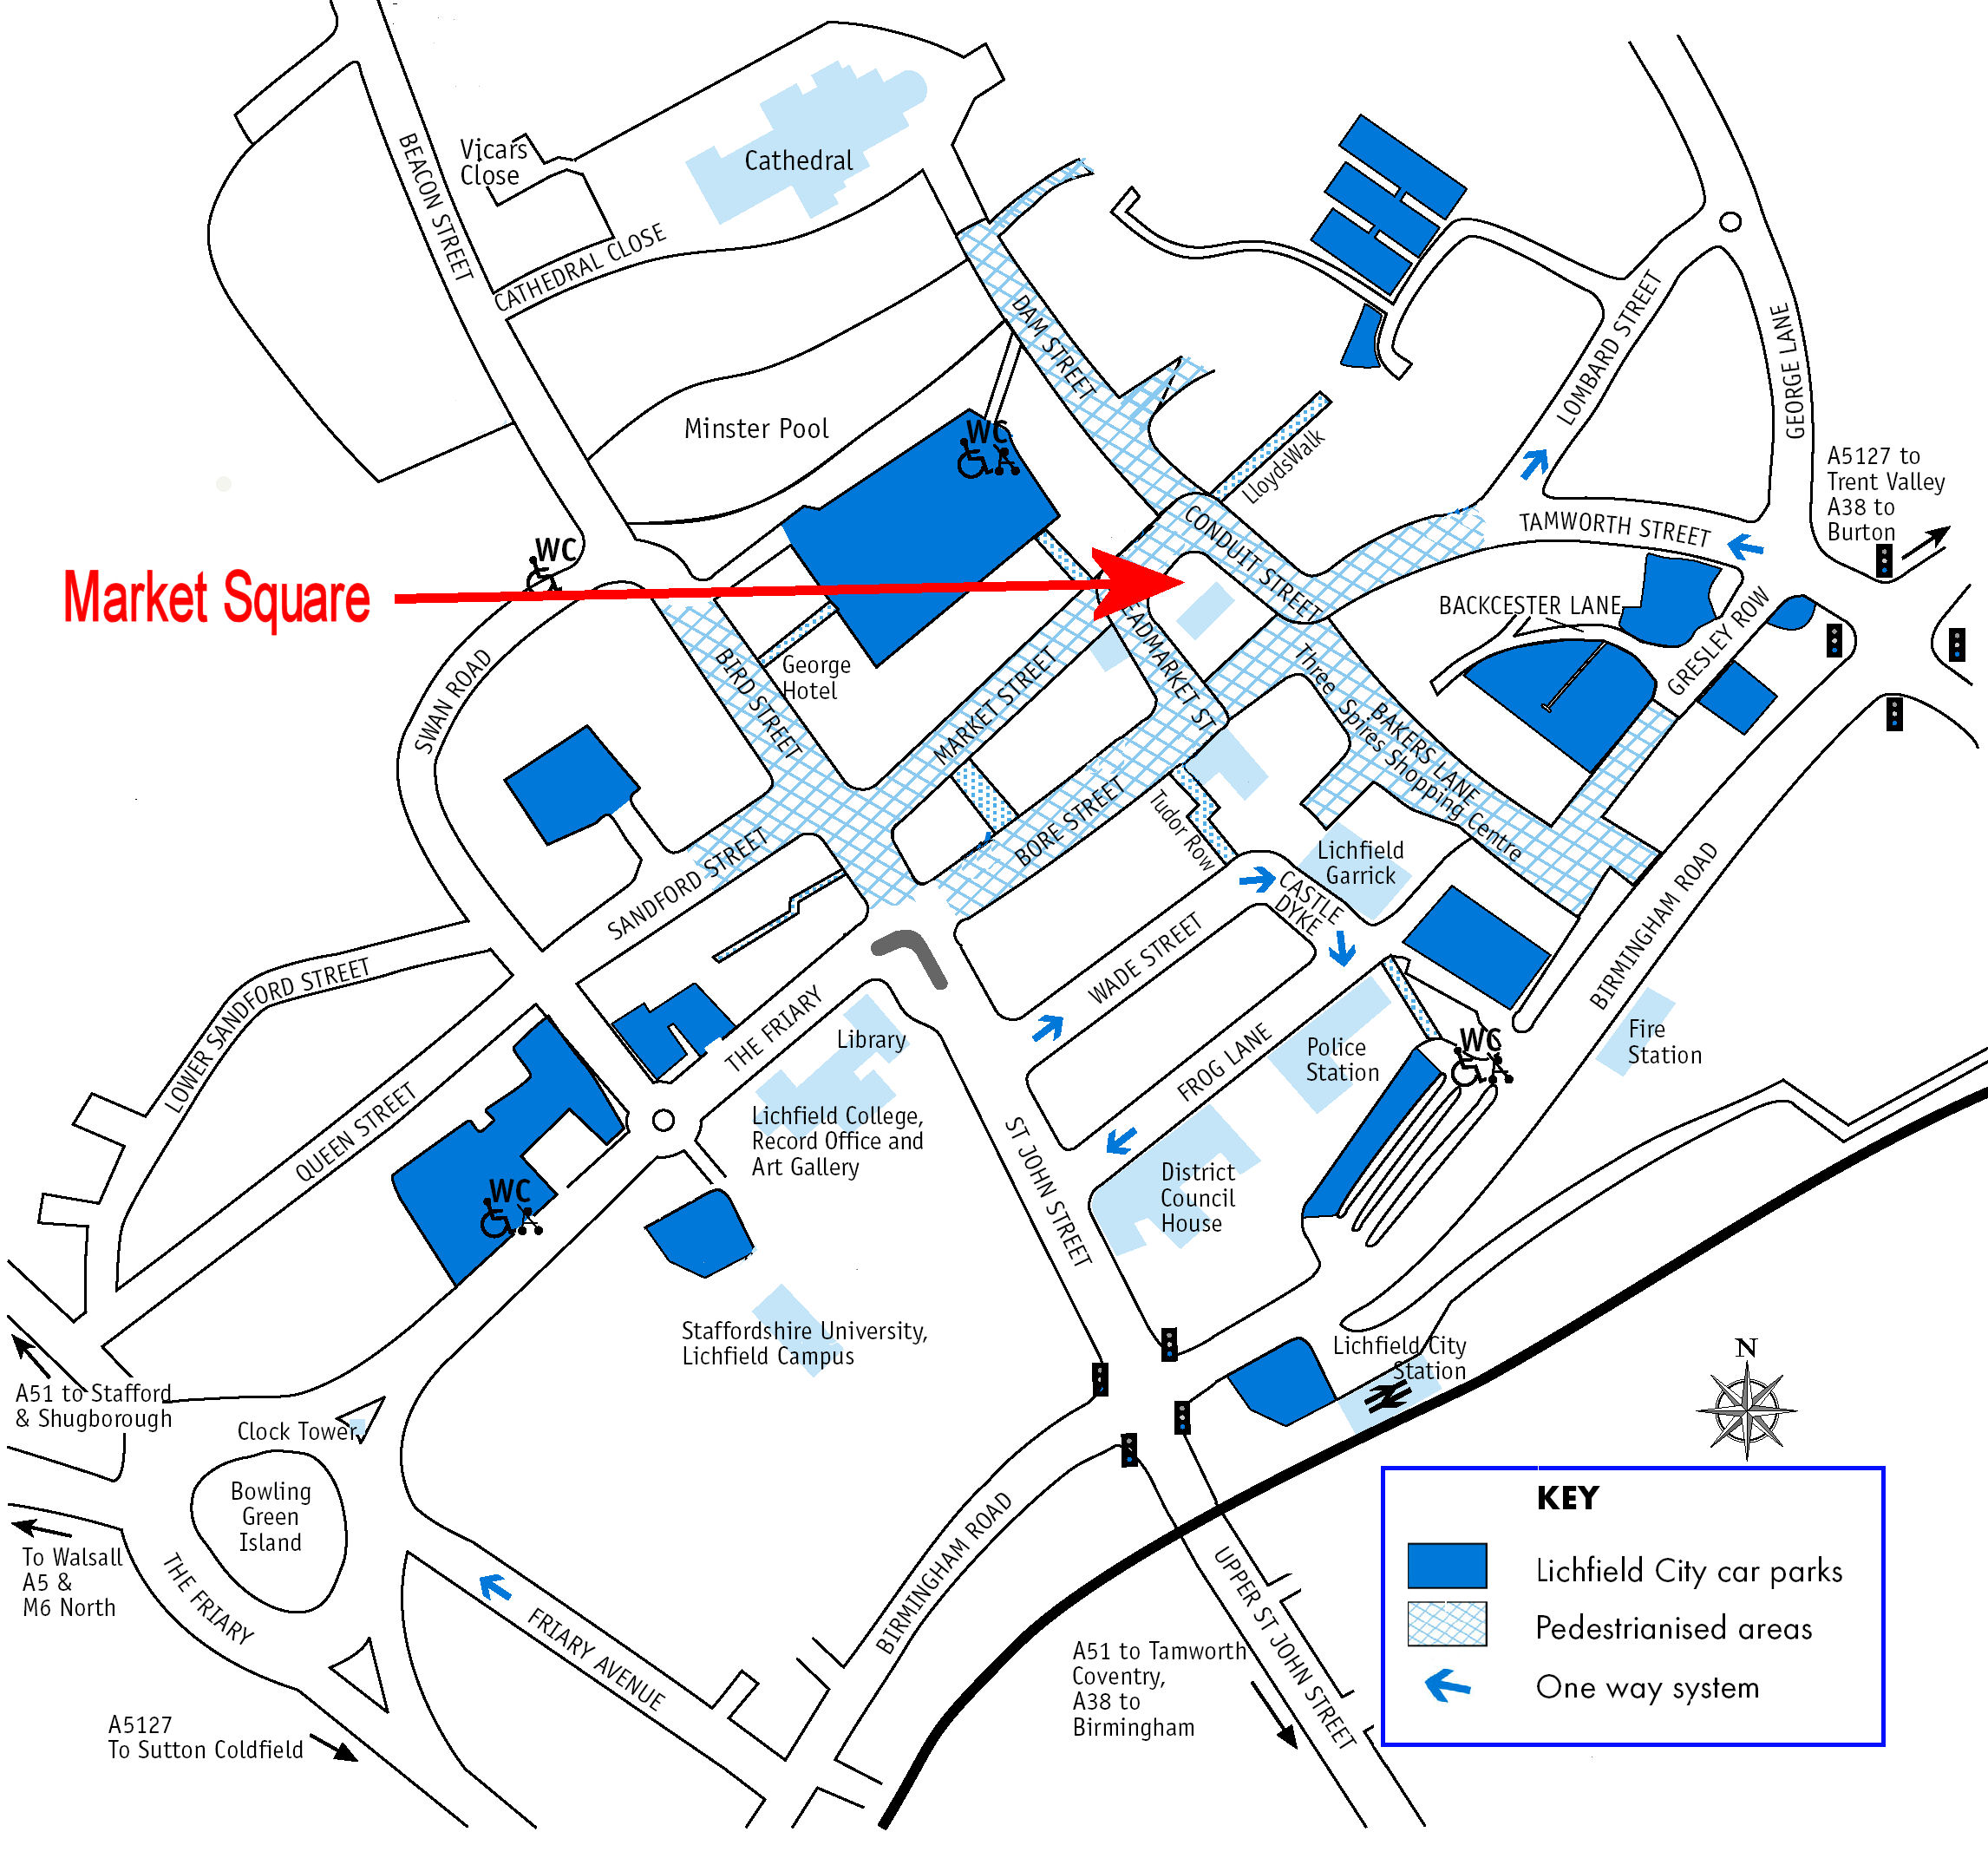 Vicars
Close
Cathedral
BEACON STREET
CATHEDRAL CLOSE
DAM STREET
Minster Pool
WC
LloydsWalk
LOMBARD STREET
GEORGE LANE
A5127 to
Trent Valley
A38 to
Burton
CONDUIT STREET
TAMWORTH STREET
WC
Market Square
BACKCESTER LANE
GRESLEY ROW
EADMARKET ST
George
Hotel
BIRD STREET
SWAN ROAD
MARKET STREET
Three Spires Shopping Centre
BAKERS LANE
BORE STREET
Tudor Row
SANDFORD STREET
Lichfield
Garrick
CASTLE
DYKE
BIRMINGHAM ROAD
WADE STREET
LOWER SANDFORD STREET
THE FRIARY
Library
FROG LANE
Police
Station
WC
Fire
Station
QUEEN STREET
Lichfield College,
Record Office and
Art Gallery
ST JOHN STREET
District
Council
House
WC
Staffordshire University,
Lichfield Campus
Lichfield City
Station
N
A51 to Stafford
& Shugborough
Clock Tower
Bowling
Green
Island
To Walsall
A5 &
M6 North
THE FRIARY
FRIARY AVENUE
BIRMINGHAM ROAD
UPPER ST JOHN STREET
A51 to Tamworth
Coventry,
A38 to
Birmingham
A5127
To Sutton Coldfield
KEY
Lichfield City car parks
Pedestrianised areas
One way system